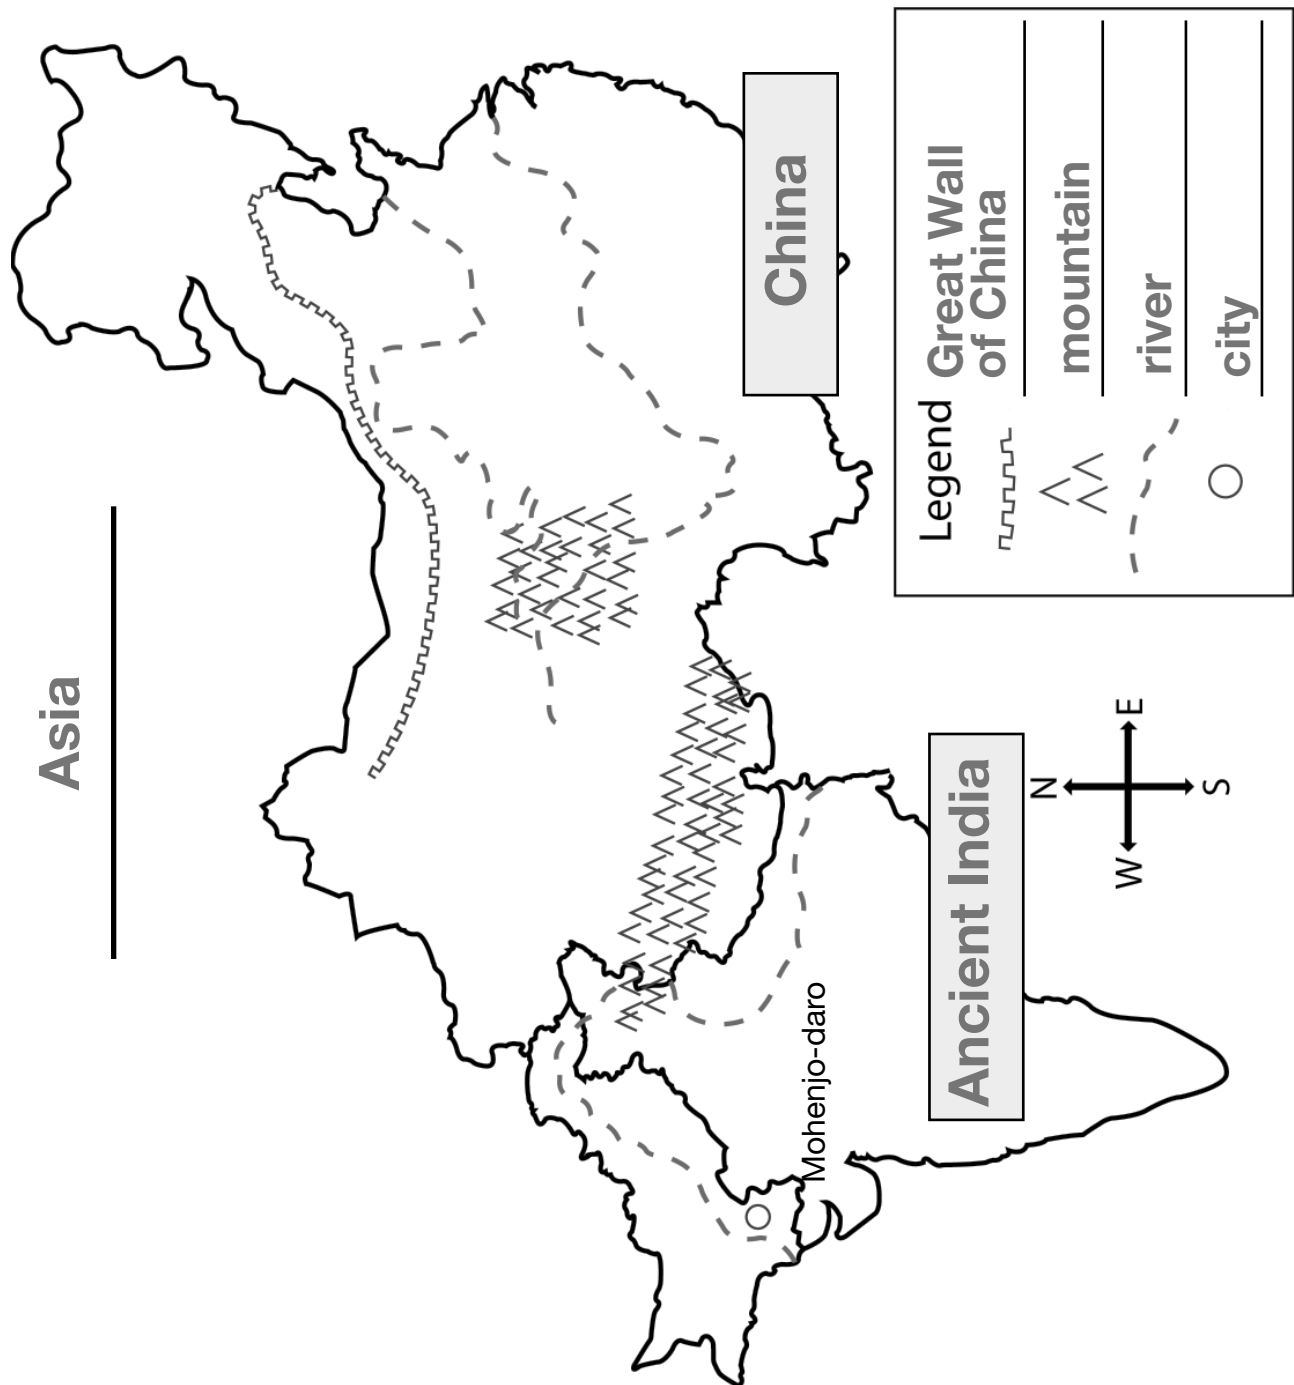 Asia
China
Ancient India
Mohenjo-daro
N
W
E
S
Legend
Great Wall
of China
mountain
river
city